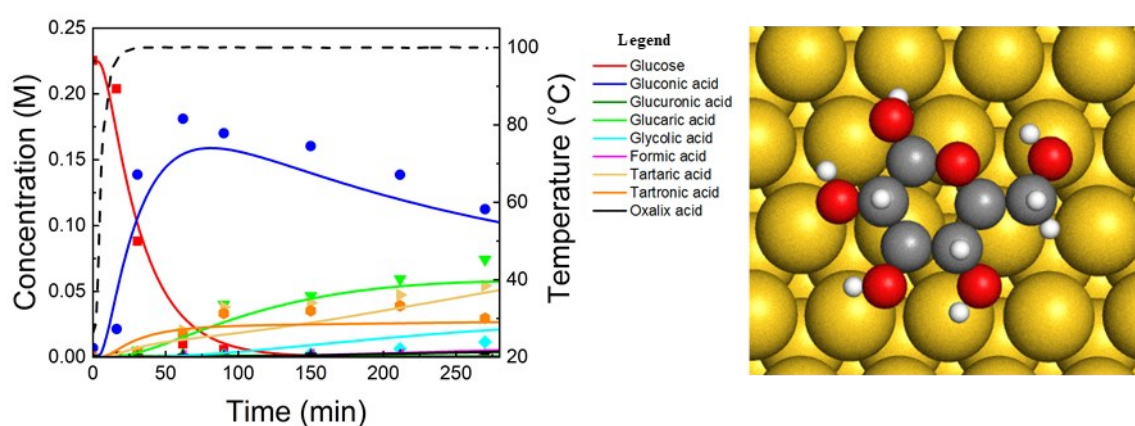 0.25
0.20
0.15
0.10
0.05
0.00
Concentration (M)
0 50 100 150 200 250
Time (min)
100
80
60
40
20
Temperature (°C)
Legend
Glucose
Gluconic acid
Glucuronic acid
Glucaric acid
Glycolic acid
Formic acid
Tartaric acid
Tartronic acid
Oxalix acid